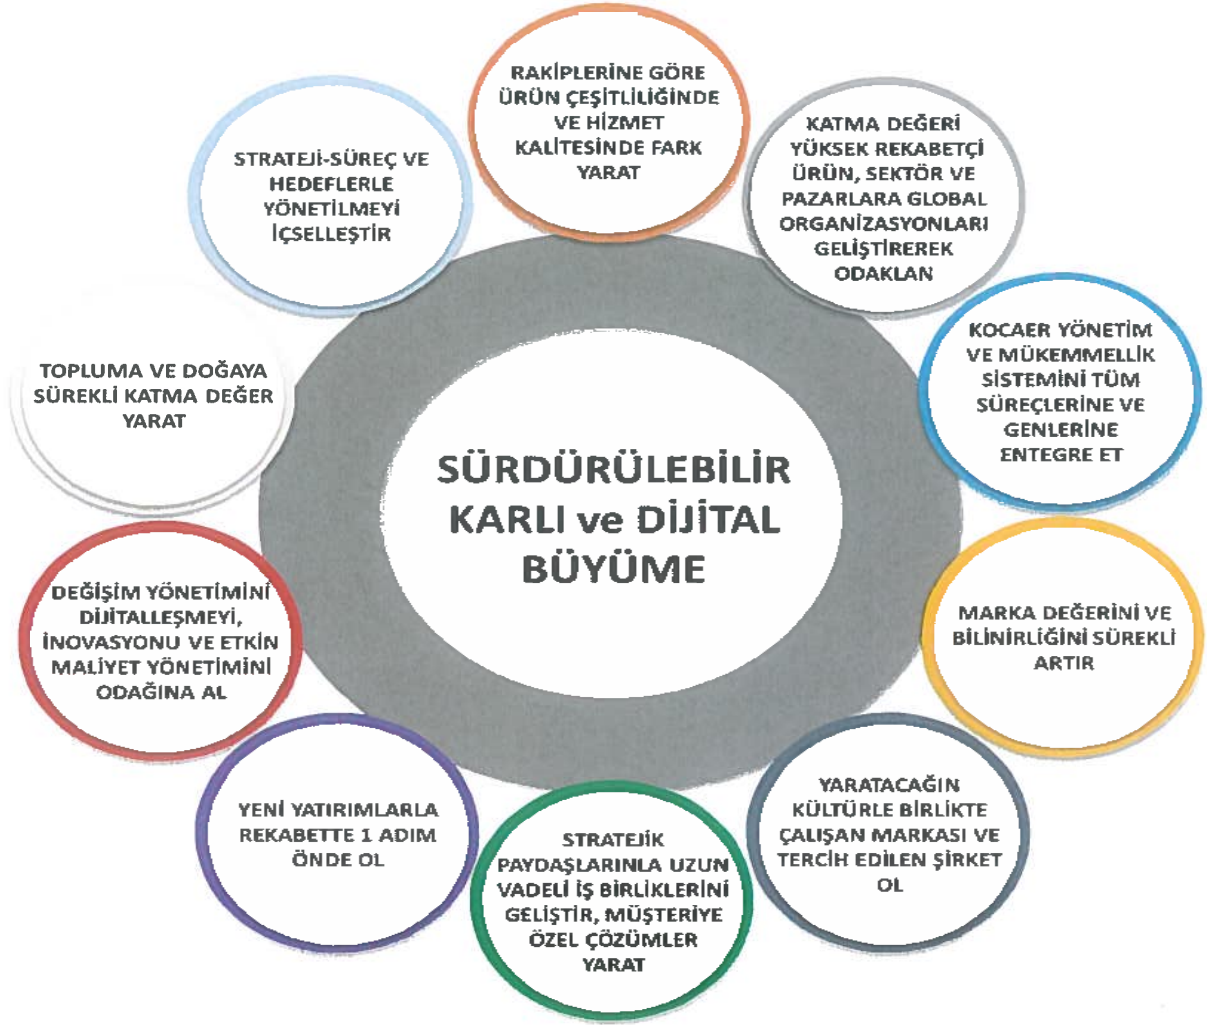 RAKİPLERİNE GÖRE
ÜRÜN ÇEŞİTLİLİĞİNDE
VE HİZMET
KALİTESİNDE FARK
YARAT
KATMA DEĞERİ
YÜKSEK REKABETÇİ
ÜRÜN, SEKTÖR VE
PAZARLARA GLOBAL
ORGANİZASYONLARI
GELİŞTİREREK
ODAKLAN
KOCAER YÖNETİM
VE MÜKEMMELLİK
SİSTEMİNİ TÜM
SÜREÇLERİNE VE
GENLERİNE
ENTEGRE ET
MARKA DEĞERİNİ VE
BİLİNİRLİĞİNİ SÜREKLİ
ARTIR
YARATACAĞIN
KÜLTÜRLE BİRLİKTE
ÇALIŞAN MARKASI VE
TERCİH EDİLEN ŞİRKET
OL
STRATEJİK
PAYDAŞLARINLA UZUN
VADELİ İŞ BİRLİKLERİNİ
GELİŞTİR, MÜŞTERİYE
ÖZEL ÇÖZÜMLER
YARAT
YENİ YATIRIMLARLA
REKABETTE 1 ADIM
ÖNDE OL
DEĞİŞİM YÖNETİMİNİ
DİJİTALLEŞMEYİ,
İNOVASYONU VE ETKİN
MALİYET YÖNETİMİNİ
ODAĞINA AL
TOPLUMA VE DOĞAYA
SÜREKLİ KATMA DEĞER
YARAT
STRATEJİ-SÜREÇ VE
HEDEFLERLE
YÖNETİLMEYİ
İÇSELLEŞTİR
SÜRDÜRÜLEBİLİR
KARLI ve DİJİTAL
BÜYÜME